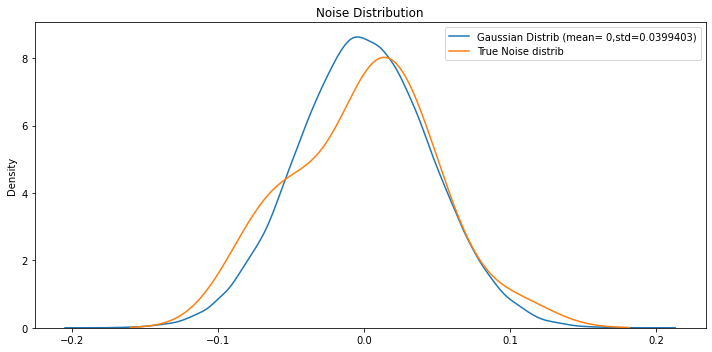 Noise Distribution
Gaussian Distrib (mean= 0,std=0.0399403)
True Noise distrib
Density
8
6
4
2
0
−0.2 −0.1 0.0 0.1 0.2